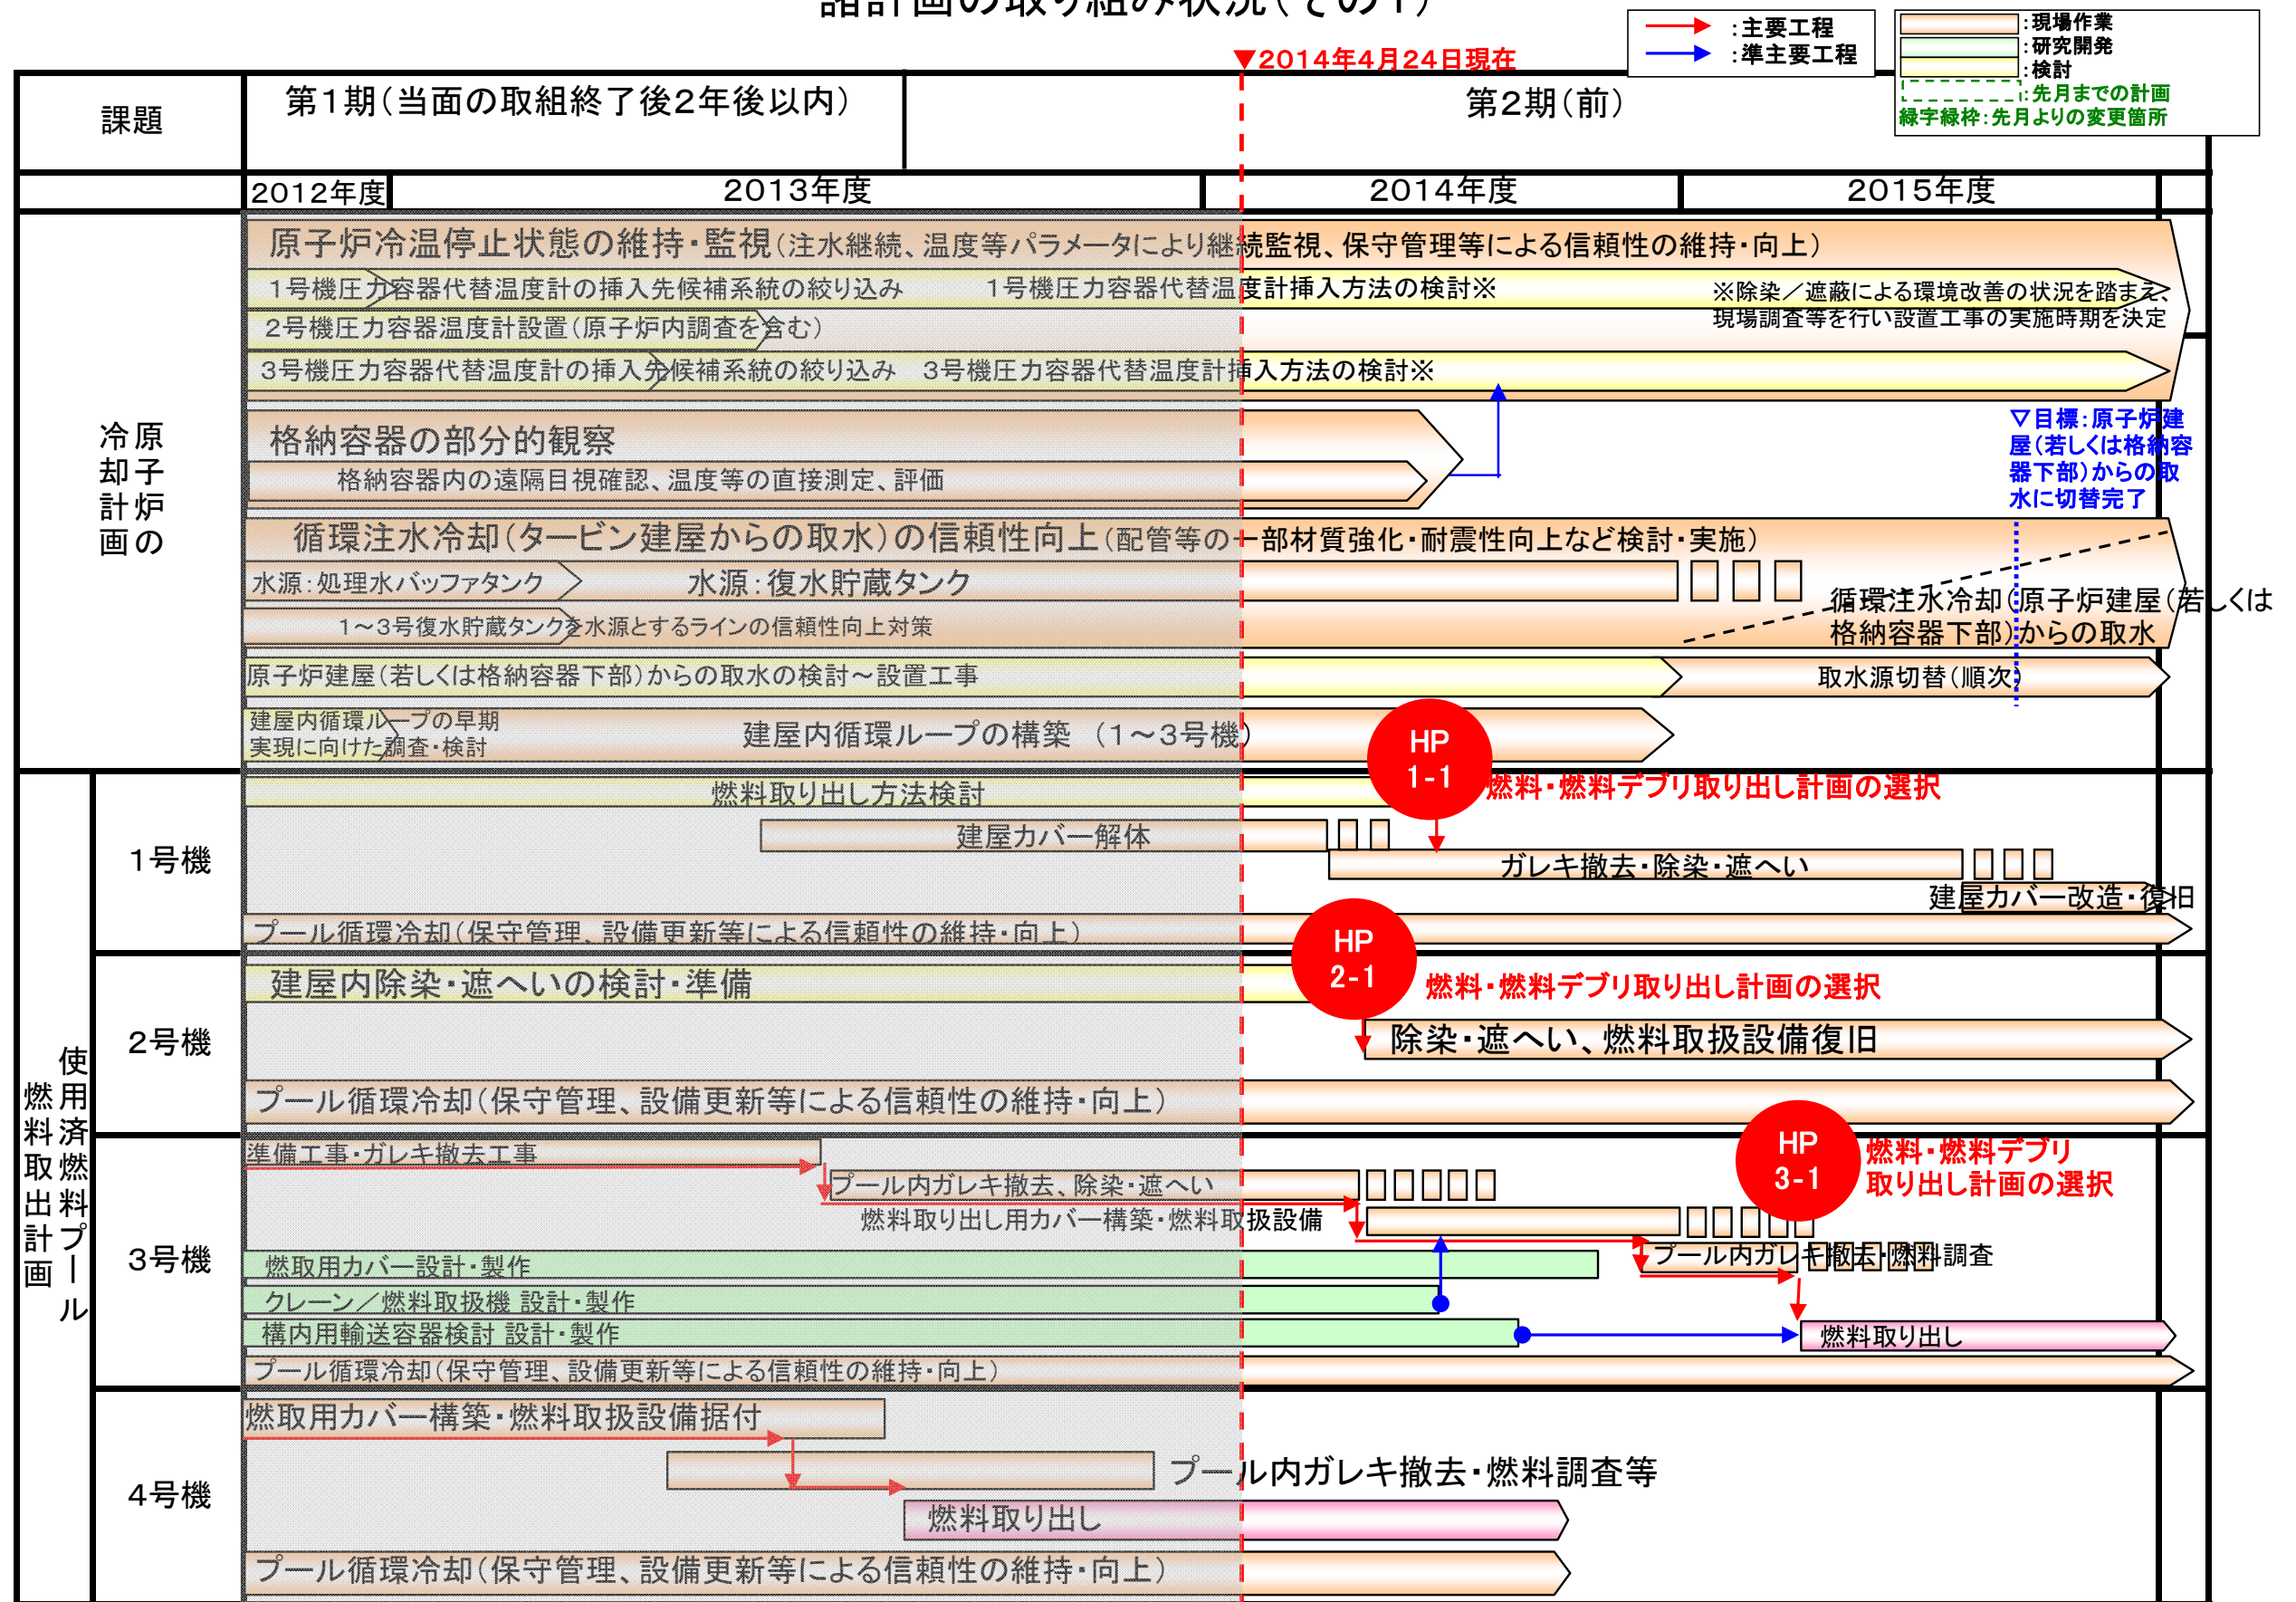 諸計画の取り組み状況(その1)
:主要工程
:準主要工程
:現場作業
:研究開発
:検討
:先月までの計画
緑字緑枠:先月よりの変更箇所
▼2014年4月24日現在
課題
第1期(当面の取組終了後2年後以内)
第2期(前)
2012年度
2013年度
2014年度
2015年度
原子炉の
冷却計画
原子炉冷温停止状態の維持・監視(注水継続、温度等パラメータにより継続監視、保守管理等による信頼性の維持・向上)
1号機圧力容器代替温度計の挿入先候補系統の絞り込み
1号機圧力容器代替温度計挿入方法の検討※
※除染/遮蔽による環境改善の状況を踏まえ、
現場調査等を行い設置工事の実施時期を決定
2号機圧力容器温度計設置(原子炉内調査を含む)
3号機圧力容器代替温度計の挿入先候補系統の絞り込み
3号機圧力容器代替温度計挿入方法の検討※
格納容器の部分的観察
格納容器内の遠隔目視確認、温度等の直接測定、評価
▽目標:原子炉建
屋(若しくは格納容
器下部)からの取
水に切替完了
循環注水冷却(タービン建屋からの取水)の信頼性向上(配管等の一部材質強化・耐震性向上など検討・実施)
水源:処理水バッファタンク
水源:復水貯蔵タンク
循環注水冷却(原子炉建屋(若しくは
格納容器下部)からの取水
1~3号復水貯蔵タンクを水源とするラインの信頼性向上対策
原子炉建屋(若しくは格納容器下部)からの取水の検討~設置工事
取水源切替(順次)
建屋内循環ループの早期
実現に向けた調査・検討
建屋内循環ループの構築 (1~3号機)
使用済燃料プール
燃料取出計画
1号機
燃料取り出し方法検討
HP
1-1
燃料・燃料デブリ取り出し計画の選択
建屋カバー解体
ガレキ撤去・除染・遮へい
建屋カバー改造・復旧
プール循環冷却(保守管理、設備更新等による信頼性の維持・向上)
2号機
建屋内除染・遮へいの検討・準備
HP
2-1
燃料・燃料デブリ取り出し計画の選択
除染・遮へい、燃料取扱設備復旧
プール循環冷却(保守管理、設備更新等による信頼性の維持・向上)
3号機
準備工事・ガレキ撤去工事
HP
3-1
燃料・燃料デブリ
取り出し計画の選択
プール内ガレキ撤去、除染・遮へい
燃料取り出し用カバー構築・燃料取扱設備
プール内ガレキ撤去・燃料調査
燃取用カバー設計・製作
クレーン/燃料取扱機 設計・製作
構内用輸送容器検討 設計・製作
燃料取り出し
プール循環冷却(保守管理、設備更新等による信頼性の維持・向上)
4号機
燃取用カバー構築・燃料取扱設備据付
プール内ガレキ撤去・燃料調査等
燃料取り出し
プール循環冷却(保守管理、設備更新等による信頼性の維持・向上)